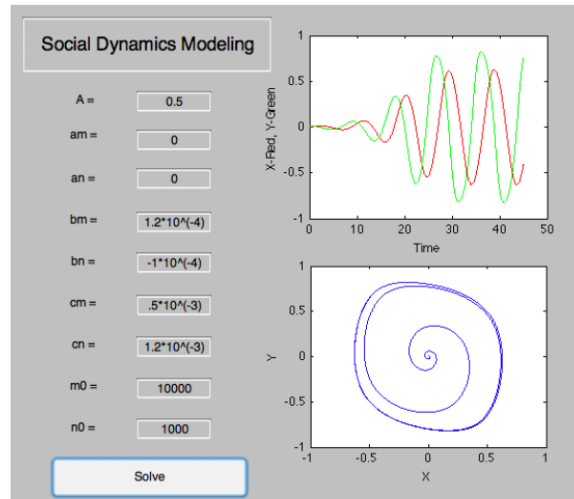 Social Dynamics Modeling
A = 0.5
am = 0
an = 0
bm = 1.2*10^(-4)
bn = -1*10^(-4)
cm = .5*10^(-3)
cn = 1.2*10^(-3)
m0 = 10000
n0 = 1000
Solve
X-Red, Y-Green
1
0.5
0
-0.5
-1
0 10 20 30 40 50
Time
Y
1
0.5
0
-0.5
-1
-1 -0.5 0 0.5 1
X